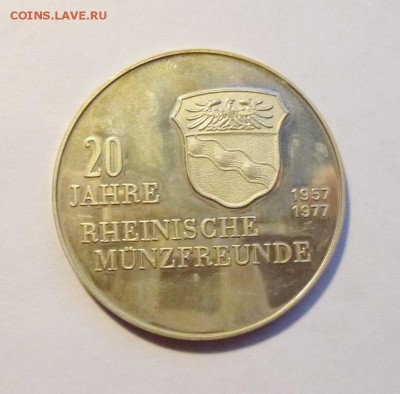 COINS.LAVE.RU
20
JAHRE
1957
1977
RHEINISCHE
MÜNZFREUNDE